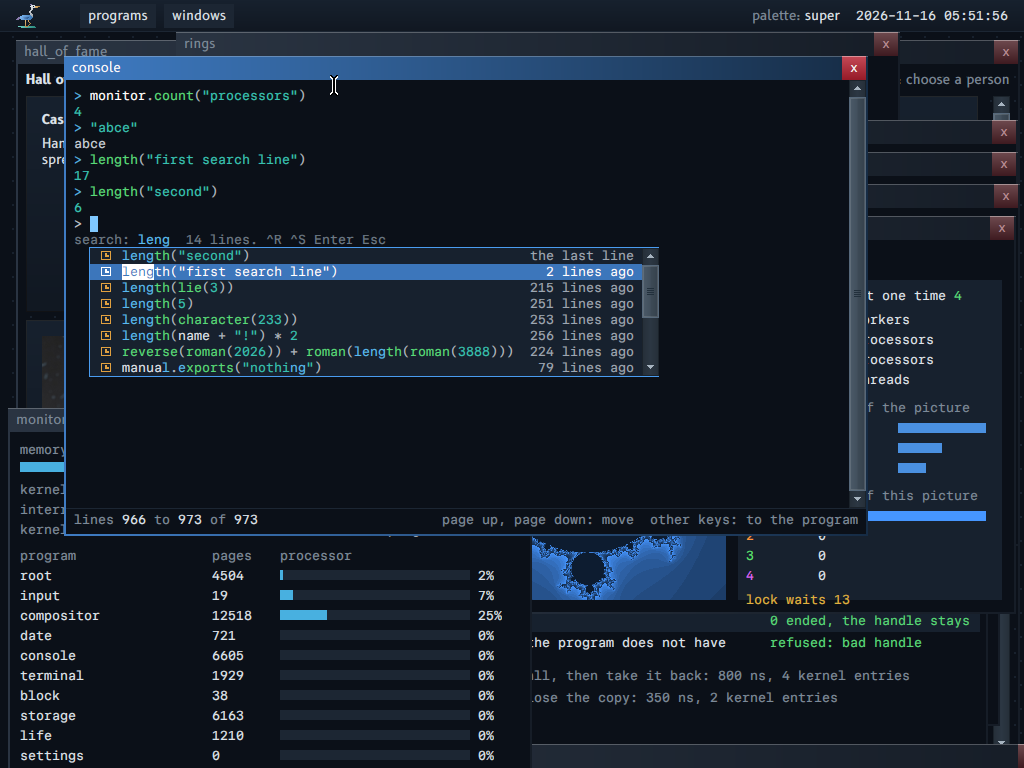 programs windows palette: super 2026-11-16 05:51:56
rings x
hall_of_fame x
console x
Hall o choose a person
> monitor.count("processors")
4
> "abce"
abce
> length("first search line")
17
> length("second")
6
>
search: leng 14 lines. ^R ^S Enter Esc
length("second") the last line
length("first search line") 2 lines ago
length(lie(3)) 215 lines ago
length(5) 251 lines ago
length(character(233)) 253 lines ago
length(name + "!") * 2 256 lines ago
reverse(roman(2026)) + roman(length(roman(3888))) 224 lines ago
manual.exports("nothing") 79 lines ago
lines 966 to 973 of 973 page up, page down: move other keys: to the program
Cas
Han
spre
x
x
x
x
t one time 4
rkers
rocessors
rocessors
reads
f the picture
f this picture
2 0
3 0
4 0
lock waits 13
monitor
memory
kernel
inter
kernel
program pages processor
root 4504 2%
input 19 7%
compositor 12518 25%
date 721 0%
console 6605 0%
terminal 1929 0%
block 38 0%
storage 6163 0%
life 1210 0%
settings 0 0%
0 ended, the handle stays
the program does not have refused: bad handle
all, then take it back: 800 ns, 4 kernel entries
ose the copy: 350 ns, 2 kernel entries